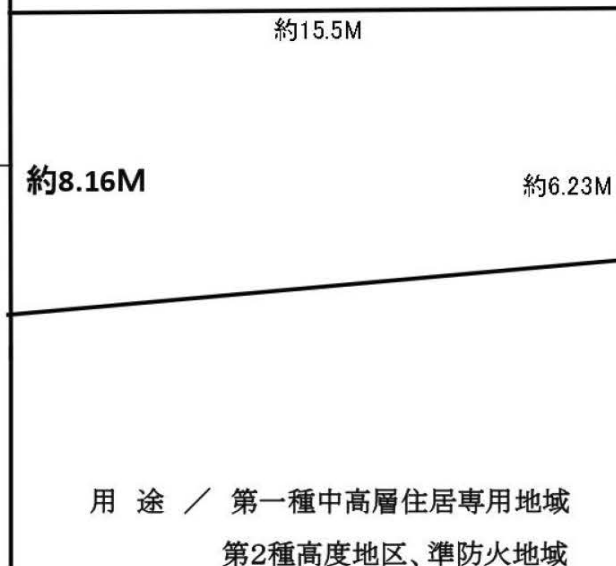 約15.5M
約8.16M
約6.23M
用 途 ／ 第一種中高層住居専用地域
第2種高度地区、準防火地域